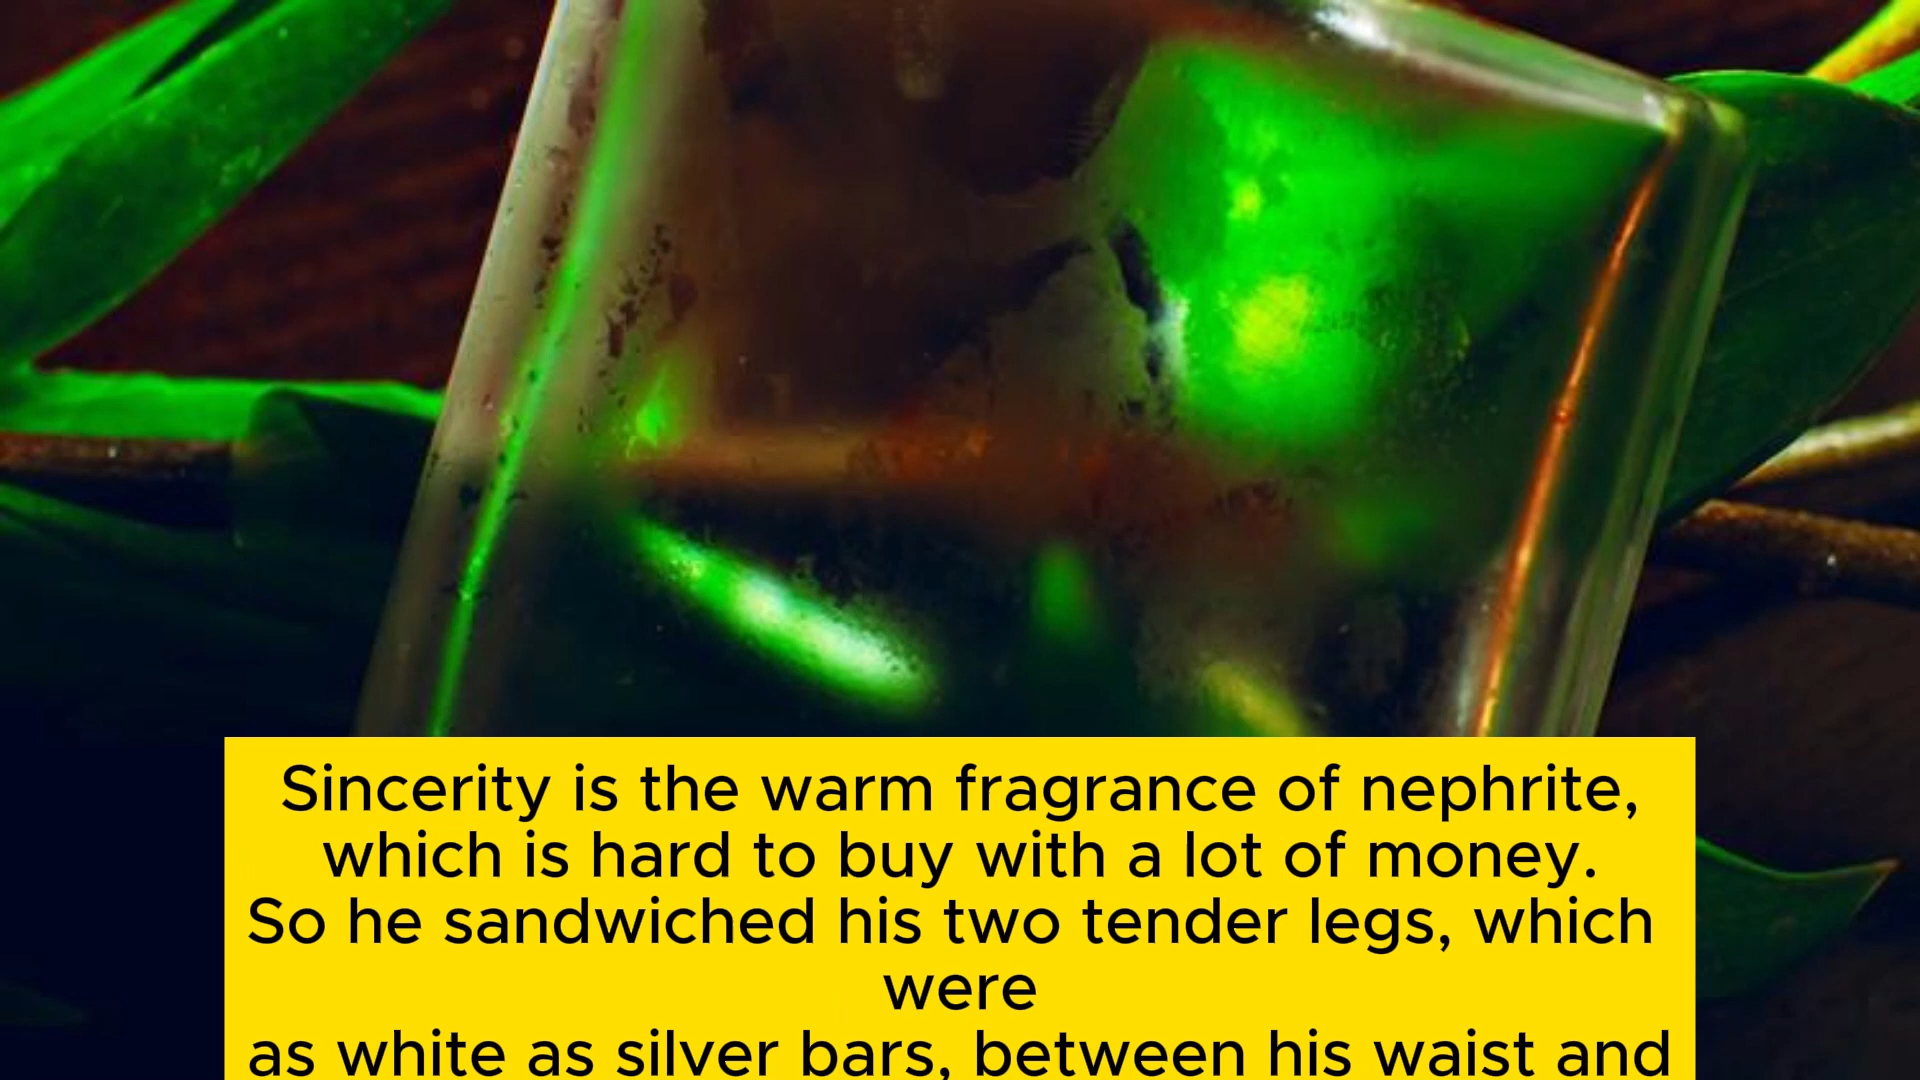 Sincerity is the warm fragrance of nephrite,
which is hard to buy with a lot of money.
So he sandwiched his two tender legs, which
were
as white as silver bars, between his waist and